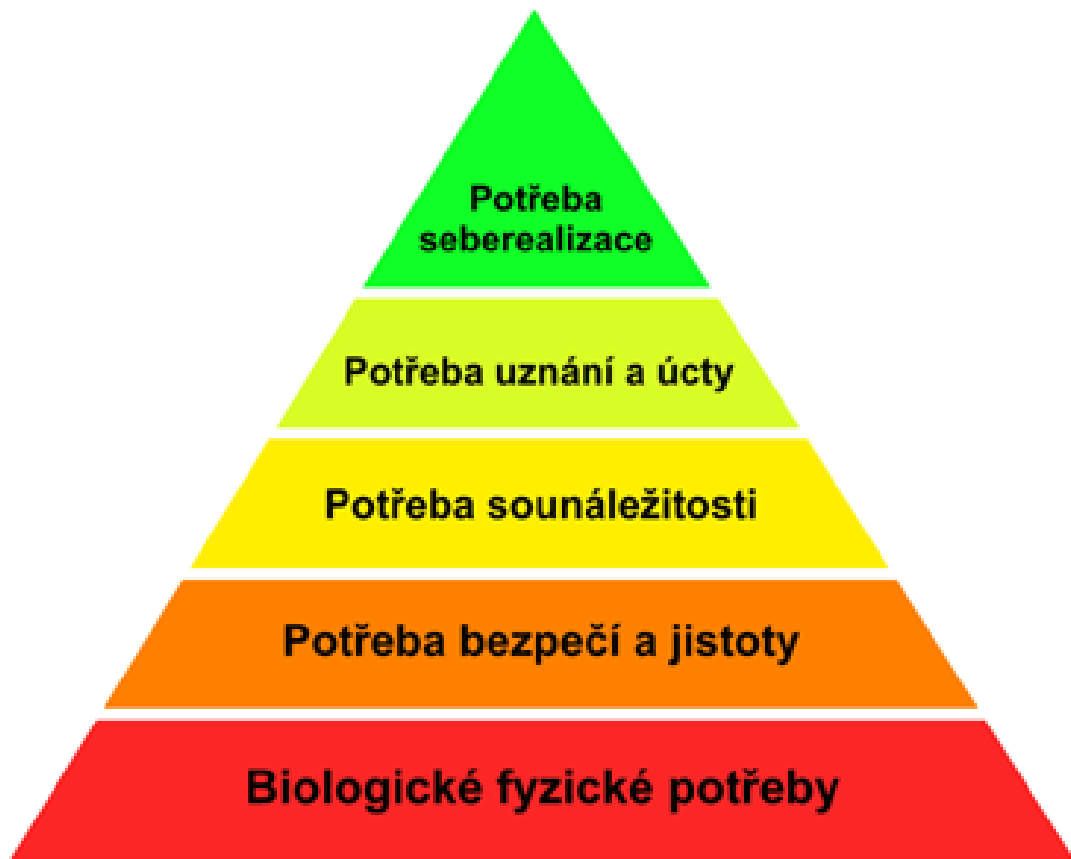 Potřeba
seberealizace
Potřeba uznání a úcty
Potřeba sounáležitosti
Potřeba bezpečí a jistoty
Biologické fyzické potřeby